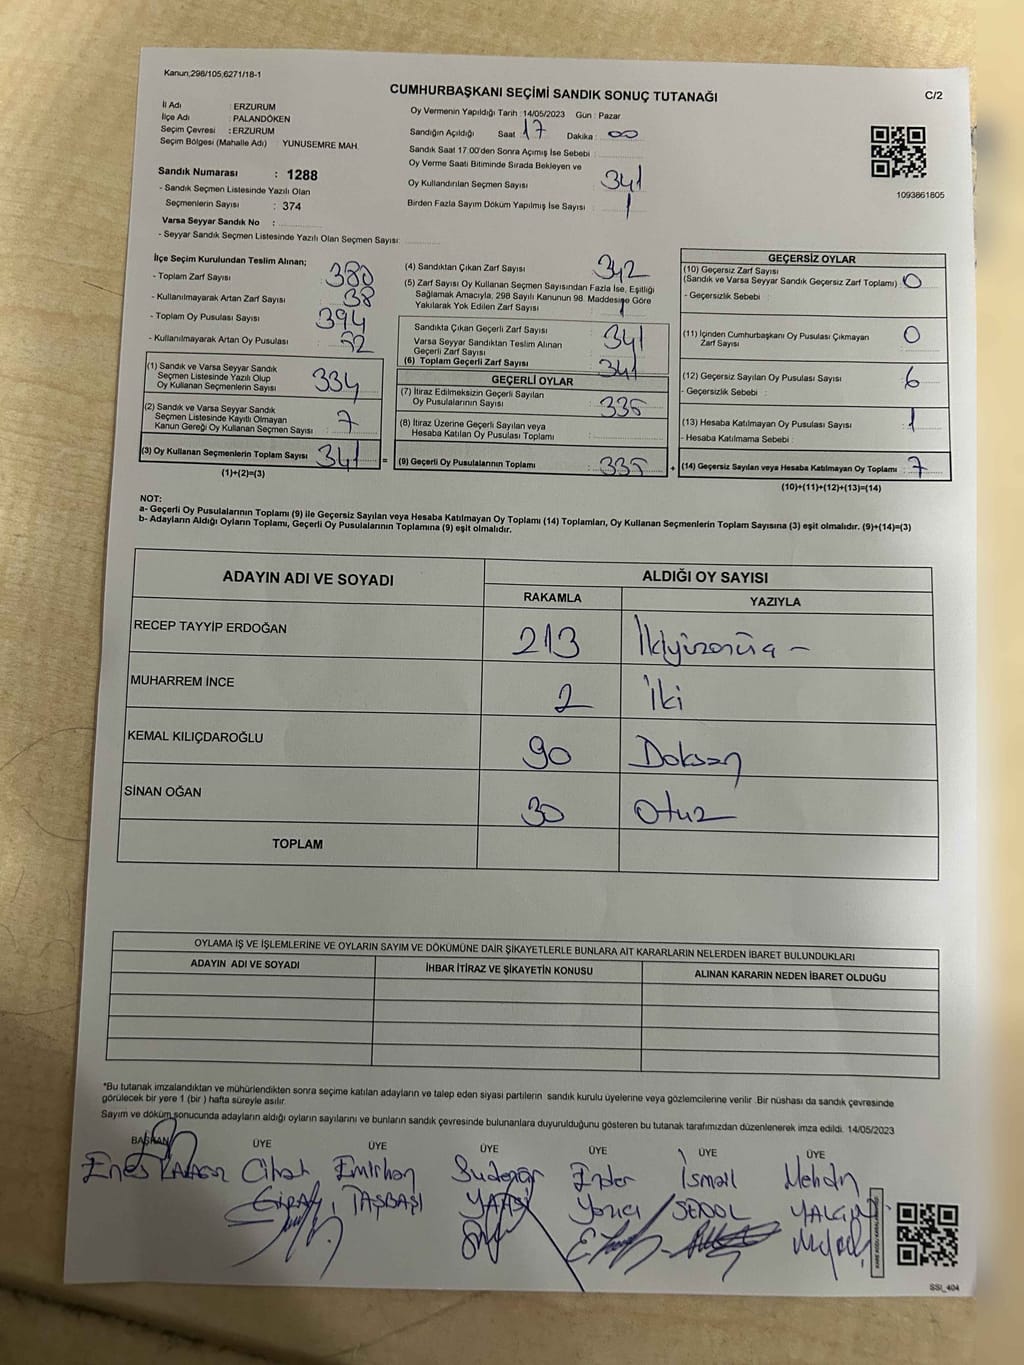 Kanun,298/105,6271/18-1
CUMHURBAŞKANI SEÇİMİ SANDIK SONUÇ TUTANAĞI
C/2
İl Adı : ERZURUM
İlçe Adı : PALANDÖKEN
Seçim Çevresi : ERZURUM
Seçim Bölgesi (Mahalle Adı) YUNUSEMRE MAH.
Sandık Numarası : 1288
- Sandık Seçmen Listesinde Yazılı Olan
Seçmenlerin Sayısı : 374
Varsa Seyyar Sandık No :
- Seyyar Sandık Seçmen Listesinde Yazılı Olan Seçmen Sayısı:
Oy Vermenin Yapıldığı Tarih :14/05/2023 Gün : Pazar
Sandığın Açıldığı Saat 17 Dakika : 00
Sandık Saat 17.00'den Sonra Açımış İse Sebebi :
Oy Verme Saati Bitiminde Sırada Bekleyen ve
Oy Kullandırılan Seçmen Sayısı 341
Birden Fazla Sayım Döküm Yapılmış İse Sayısı 1
1093861805
İlçe Seçim Kurulundan Teslim Alınan;
- Toplam Zarf Sayısı 380
- Kullanılmayarak Artan Zarf Sayısı 38
- Toplam Oy Pusulası Sayısı 394
- Kullanılmayarak Artan Oy Pusulası
(1) Sandık ve Varsa Seyyar Sandık
Seçmen Listesinde Yazılı Olup
Oy Kullanan Seçmenlerin Sayısı 334
(2) Sandık ve Varsa Seyyar Sandık
Seçmen Listesinde Kayıtlı Olmayan
Kanun Gereği Oy Kullanan Seçmen Sayısı : 7
(3) Oy Kullanan Seçmenlerin Toplam Sayısı 341
(1)+(2)=(3)
(4) Sandıktan Çıkan Zarf Sayısı 342
(5) Zarf Sayısı Oy Kullanan Seçmen Sayısından Fazla İse, Eşitliği
Sağlamak Amacıyla, 298 Sayılı Kanunun 98. Maddesine Göre
Yakılarak Yok Edilen Zarf Sayısı : 1
Sandıkta Çıkan Geçerli Zarf Sayısı 341
Varsa Seyyar Sandıktan Teslim Alınan
Geçerli Zarf Sayısı
(6) Toplam Geçerli Zarf Sayısı 341
GEÇERLİ OYLAR
(7) İtiraz Edilmeksizin Geçerli Sayılan
Oy Pusulalarının Sayısı : 335
(8) İtiraz Üzerine Geçerli Sayılan veya
Hesaba Katılan Oy Pusulası Toplamı :
(9) Geçerli Oy Pusulalarının Toplamı : 335
GEÇERSİZ OYLAR
(10) Geçersiz Zarf Sayısı
(Sandık ve Varsa Seyyar Sandık Geçersiz Zarf Toplamı) : 0
- Geçersizlik Sebebi :
(11) İçinden Cumhurbaşkanı Oy Pusulası Çıkmayan
Zarf Sayısı 0
(12) Geçersiz Sayılan Oy Pusulası Sayısı : 6
- Geçersizlik Sebebi :
(13) Hesaba Katılmayan Oy Pusulası Sayısı : 1
- Hesaba Katılmama Sebebi :
(14) Geçersiz Sayılan veya Hesaba Katılmayan Oy Toplamı : 7
(10)+(11)+(12)+(13)=(14)
NOT:
a- Geçerli Oy Pusulalarının Toplamı (9) ile Geçersiz Sayılan veya Hesaba Katılmayan Oy Toplamı (14) Toplamları, Oy Kullanan Seçmenlerin Toplam Sayısına (3) eşit olmalıdır. (9)+(14)=(3)
b- Adayların Aldığı Oyların Toplamı, Geçerli Oy Pusulalarının Toplamına (9) eşit olmalıdır.
ADAYIN ADI VE SOYADI
ALDIĞI OY SAYISI
RAKAMLA YAZIYLA
RECEP TAYYİP ERDOĞAN 213
MUHARREM İNCE 2 İki
KEMAL KILIÇDAROĞLU 90 Doksan
SİNAN OĞAN 30 Otuz
TOPLAM
OYLAMA İŞ VE İŞLEMLERİNE VE OYLARIN SAYIM VE DÖKÜMÜNE DAİR ŞİKAYETLERLE BUNLARA AİT KARARLARIN NELERDEN İBARET BULUNDUKLARI
ADAYIN ADI VE SOYADI İHBAR İTİRAZ VE ŞİKAYETİN KONUSU ALINAN KARARIN NEDEN İBARET OLDUĞU
*Bu tutanak imzalandıktan ve mühürlendikten sonra seçime katılan adayların ve talep eden siyasi partilerin sandık kurulu üyelerine veya gözlemcilerine verilir .Bir nüshası da sandık çevresinde
görülecek bir yere 1 (bir ) hafta süreyle asılır.
Sayım ve döküm sonucunda adayların aldığı oyların sayılarını ve bunların sandık çevresinde bulunanlara duyurulduğunu gösteren bu tutanak tarafımızdan düzenlenerek imza edildi. 14/05/2023
BAŞKAN ÜYE ÜYE ÜYE ÜYE ÜYE ÜYE
Enes Cihat Emirhan Sudenaz Ender İsmail
TAŞBAŞI YAĞSI Yazıcı SEDOL YALÇIN
SSI_404